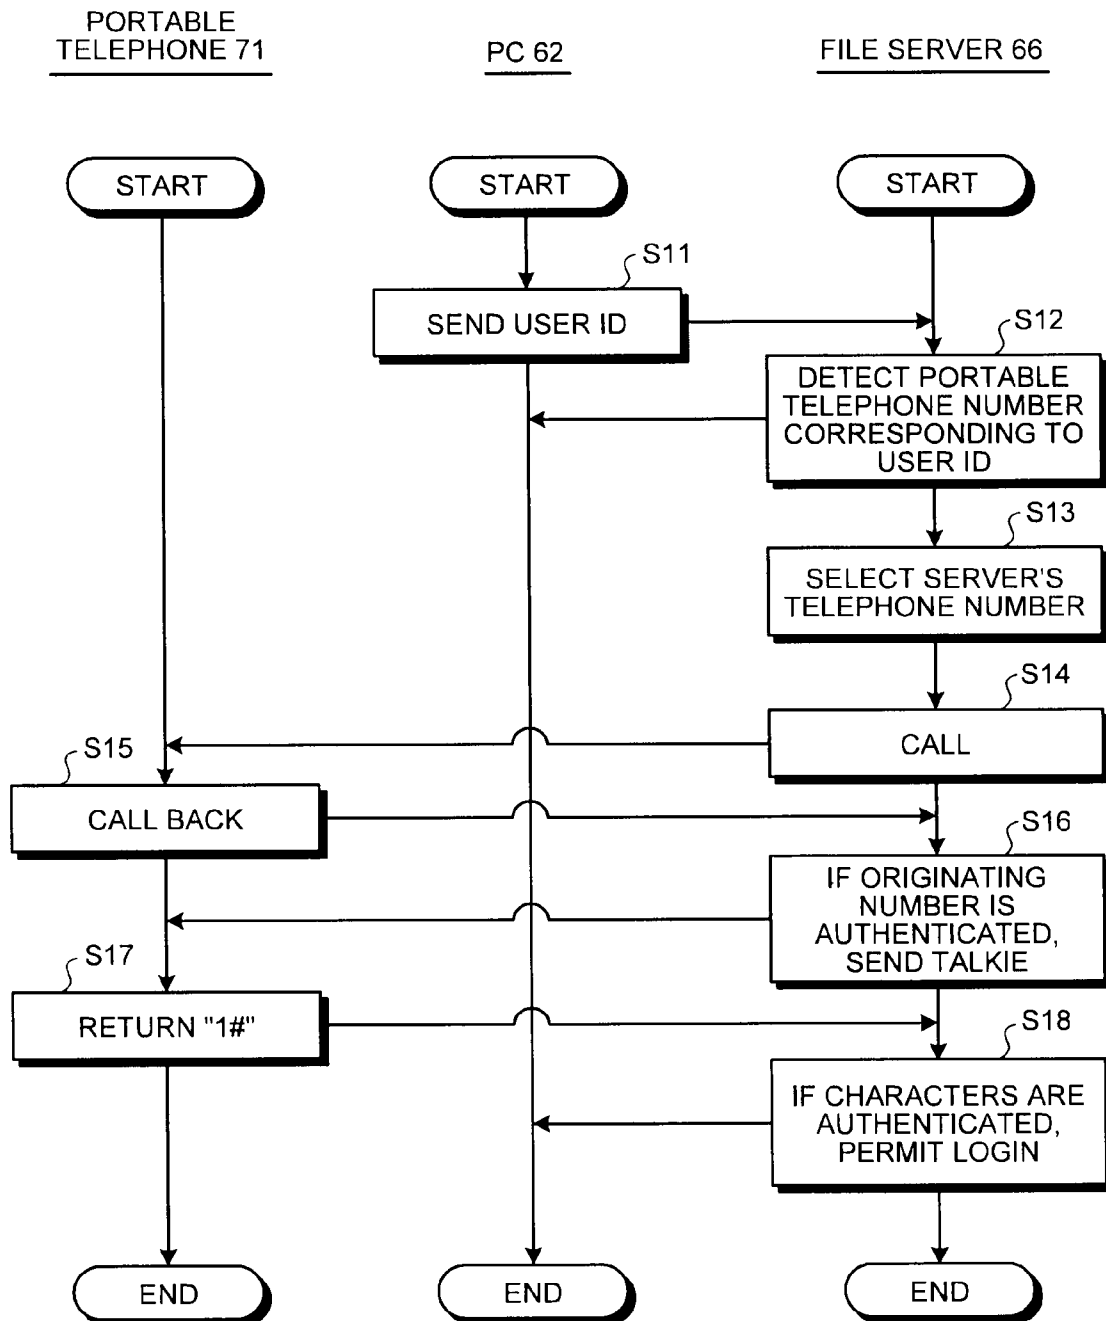 PORTABLE
TELEPHONE 71
PC 62
FILE SERVER 66
START
START
START
S11
SEND USER ID
S12
DETECT PORTABLE
TELEPHONE NUMBER
CORRESPONDING TO
USER ID
S13
SELECT SERVER'S
TELEPHONE NUMBER
S14
CALL
S15
CALL BACK
S16
IF ORIGINATING
NUMBER IS
AUTHENTICATED,
SEND TALKIE
S17
RETURN "1#"
S18
IF CHARACTERS ARE
AUTHENTICATED,
PERMIT LOGIN
END
END
END